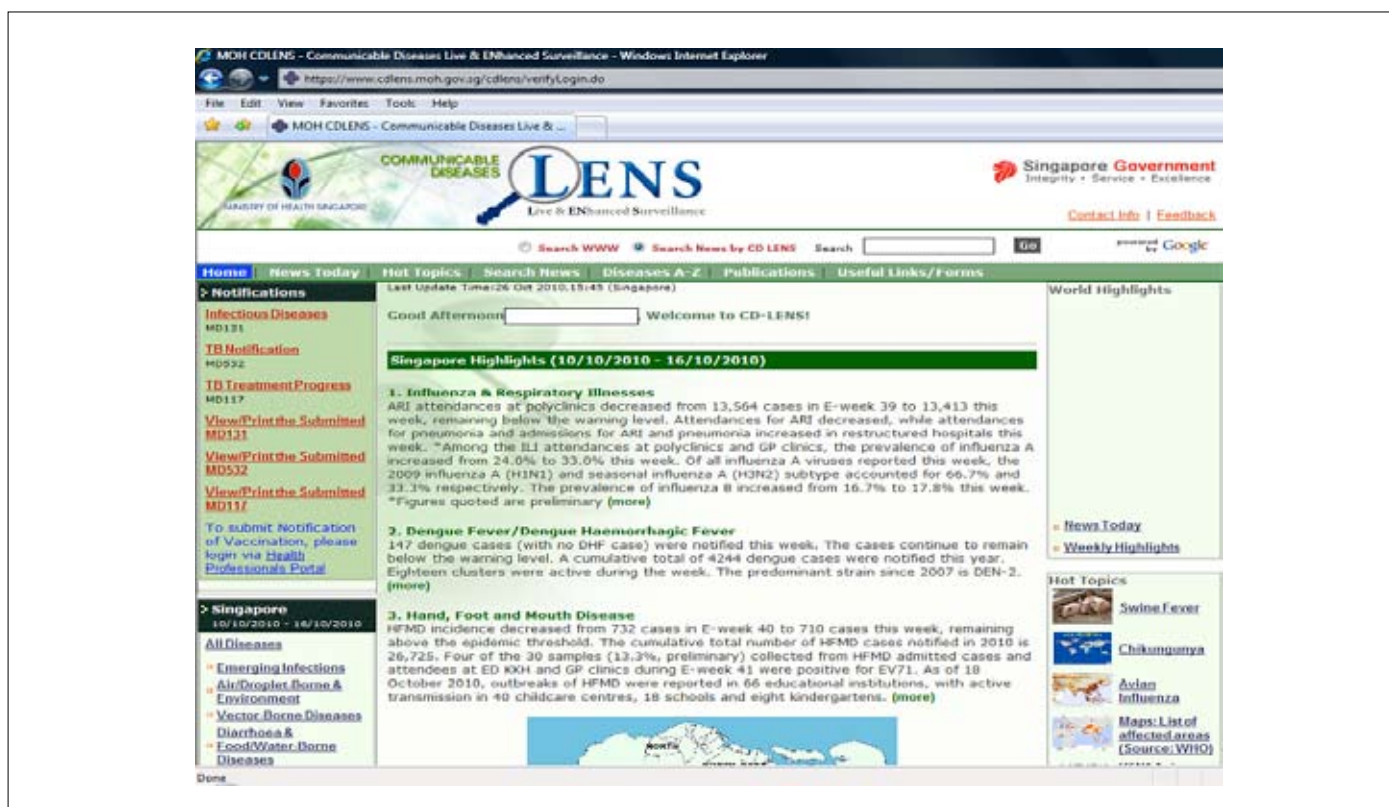 MOH CDLENS - Communicable Diseases Live & ENhanced Surveillance - Windows Internet Explorer
https://www.cdlens.moh.gov.sg/cdlens/verifyLogin.do
File Edit View Favorites Tools Help
MOH CDLENS - Communicable Diseases Live & ...
MINISTRY OF HEALTH SINGAPORE
COMMUNICABLE
DISEASES
LENS
Live & ENhanced Surveillance
Singapore Government
Integrity • Service • Excellence
Contact Info | Feedback
Search WWW Search News by CD LENS Search Go powered by Google
Home | News Today | Hot Topics | Search News | Diseases A-Z | Publications | Useful Links/Forms
> Notifications
Infectious Diseases
MD131
TB Notification
MD532
TB Treatment Progress
MD117
View/Print the Submitted
MD131
View/Print the Submitted
MD532
View/Print the Submitted
MD117
To submit Notification
of Vaccination, please
login via Health
Professionals Portal
> Singapore
10/10/2010 - 16/10/2010
All Diseases
Emerging Infections
Air/Droplet-Borne &
Environment
Vector-Borne Diseases
Diarrhoea &
Food/Water-Borne
Diseases
Last Update Time:26 Oct 2010,15:45 (Singapore)
Good Afternoon , Welcome to CD-LENS!
Singapore Highlights (10/10/2010 - 16/10/2010)
1. Influenza & Respiratory Illnesses
ARI attendances at polyclinics decreased from 13,564 cases in E-week 39 to 13,413 this
week, remaining below the warning level. Attendances for ARI decreased, while attendances
for pneumonia and admissions for ARI and pneumonia increased in restructured hospitals this
week. *Among the ILI attendances at polyclinics and GP clinics, the prevalence of influenza A
increased from 24.0% to 33.0% this week. Of all influenza A viruses reported this week, the
2009 influenza A (H1N1) and seasonal influenza A (H3N2) subtype accounted for 66.7% and
33.3% respectively. The prevalence of influenza B increased from 16.7% to 17.8% this week.
*Figures quoted are preliminary (more)
2. Dengue Fever/Dengue Haemorrhagic Fever
147 dengue cases (with no DHF case) were notified this week. The cases continue to remain
below the warning level. A cumulative total of 4244 dengue cases were notified this year.
Eighteen clusters were active during the week. The predominant strain since 2007 is DEN-2.
(more)
3. Hand, Foot and Mouth Disease
HFMD incidence decreased from 732 cases in E-week 40 to 710 cases this week, remaining
above the epidemic threshold. The cumulative total number of HFMD cases notified in 2010 is
26,725. Four of the 30 samples (13.3%, preliminary) collected from HFMD admitted cases and
attendees at ED KKH and GP clinics during E-week 41 were positive for EV71. As of 18
October 2010, outbreaks of HFMD were reported in 66 educational institutions, with active
transmission in 40 childcare centres, 18 schools and eight kindergartens. (more)
NORTH
World Highlights
News Today
Weekly Highlights
Hot Topics
Swine Fever
Chikungunya
Avian
Influenza
Maps: List of
affected areas
(Source: WHO)
Done